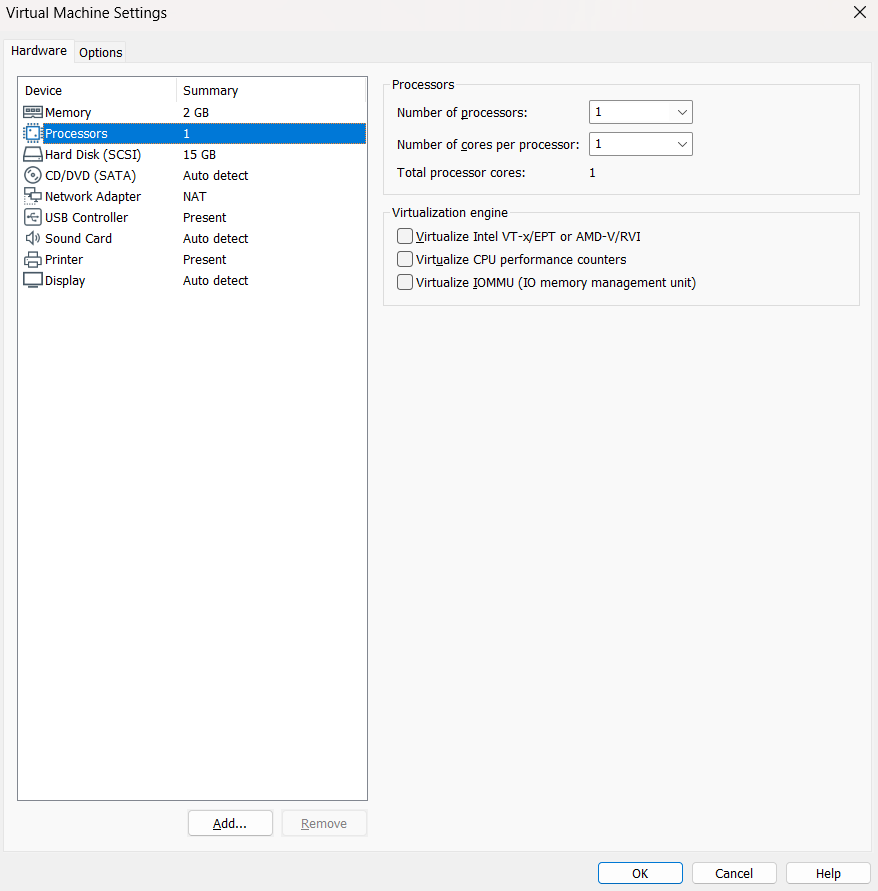 Virtual Machine Settings
Hardware Options
Device Summary
Memory 2 GB
Processors 1
Hard Disk (SCSI) 15 GB
CD/DVD (SATA) Auto detect
Network Adapter NAT
USB Controller Present
Sound Card Auto detect
Printer Present
Display Auto detect
Add... Remove
Processors
Number of processors: 1
Number of cores per processor: 1
Total processor cores: 1
Virtualization engine
Virtualize Intel VT-x/EPT or AMD-V/RVI
Virtualize CPU performance counters
Virtualize IOMMU (IO memory management unit)
OK Cancel Help